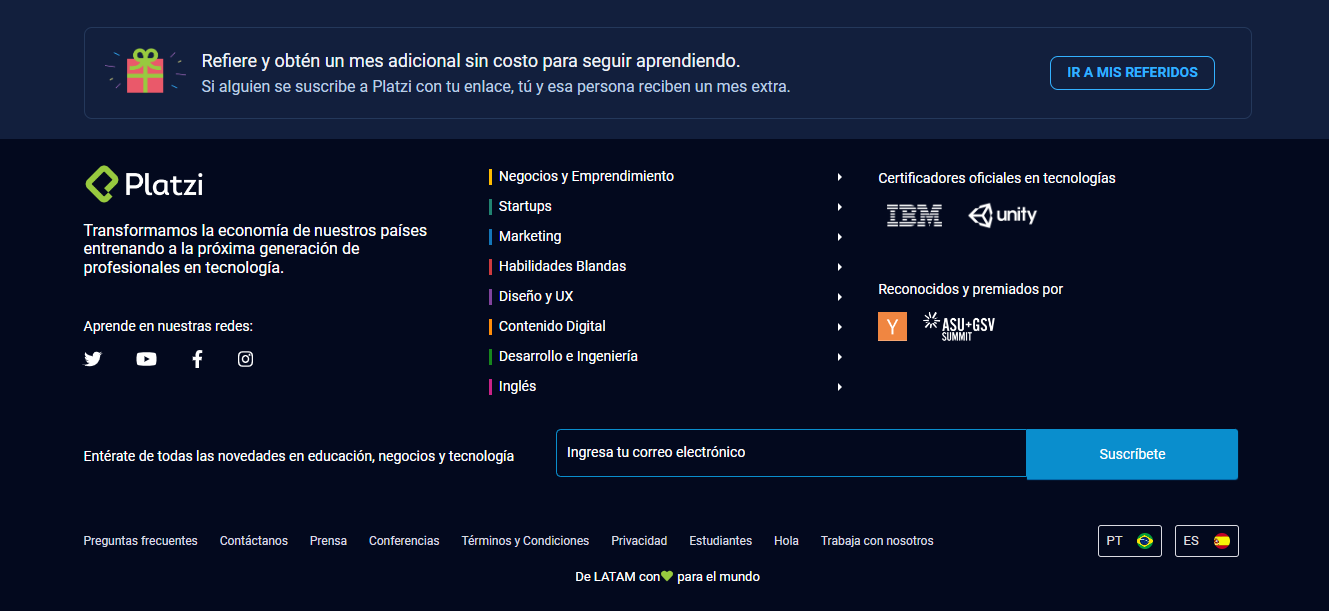 Refiere y obtén un mes adicional sin costo para seguir aprendiendo.
Si alguien se suscribe a Platzi con tu enlace, tú y esa persona reciben un mes extra.
IR A MIS REFERIDOS
Platzi
Transformamos la economía de nuestros países
entrenando a la próxima generación de
profesionales en tecnología.
Aprende en nuestras redes:
Negocios y Emprendimiento
Startups
Marketing
Habilidades Blandas
Diseño y UX
Contenido Digital
Desarrollo e Ingeniería
Inglés
Certificadores oficiales en tecnologías
IBM
unity
Reconocidos y premiados por
Y
ASU+GSV
SUMMIT
Entérate de todas las novedades en educación, negocios y tecnología
Ingresa tu correo electrónico
Suscríbete
Preguntas frecuentes
Contáctanos
Prensa
Conferencias
Términos y Condiciones
Privacidad
Estudiantes
Hola
Trabaja con nosotros
PT
ES
De LATAM con💚 para el mundo